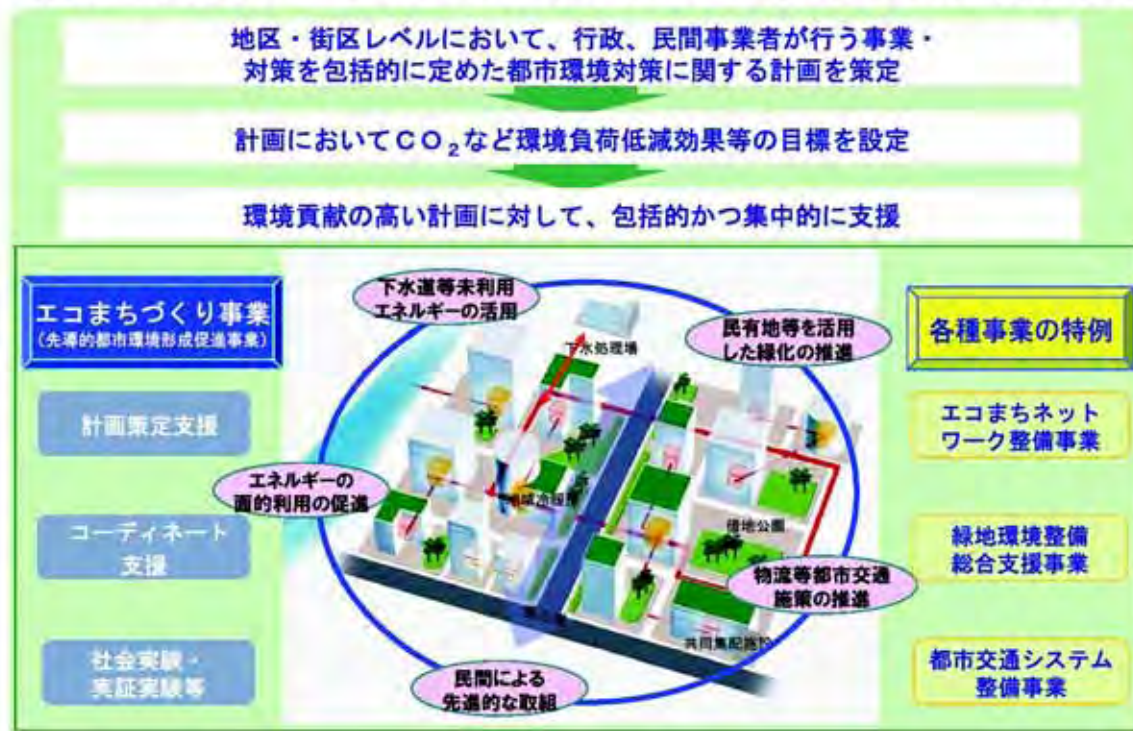 地区・街区レベルにおいて、行政、民間事業者が行う事業・
対策を包括的に定めた都市環境対策に関する計画を策定
計画においてＣＯ₂など環境負荷低減効果等の目標を設定
環境貢献の高い計画に対して、包括的かつ集中的に支援
エコまちづくり事業
（先導的都市環境形成促進事業）
計画策定支援
コーディネート
支援
社会実験・
実証実験等
下水道等未利用
エネルギーの活用
下水処理場
民有地等を活用
した緑化の推進
エネルギーの
面的利用の促進
地域冷暖房
借地公園
物流等都市交通
施策の推進
共同集配施設
民間による
先進的な取組
各種事業の特例
エコまちネット
ワーク整備事業
緑地環境整備
総合支援事業
都市交通システム
整備事業